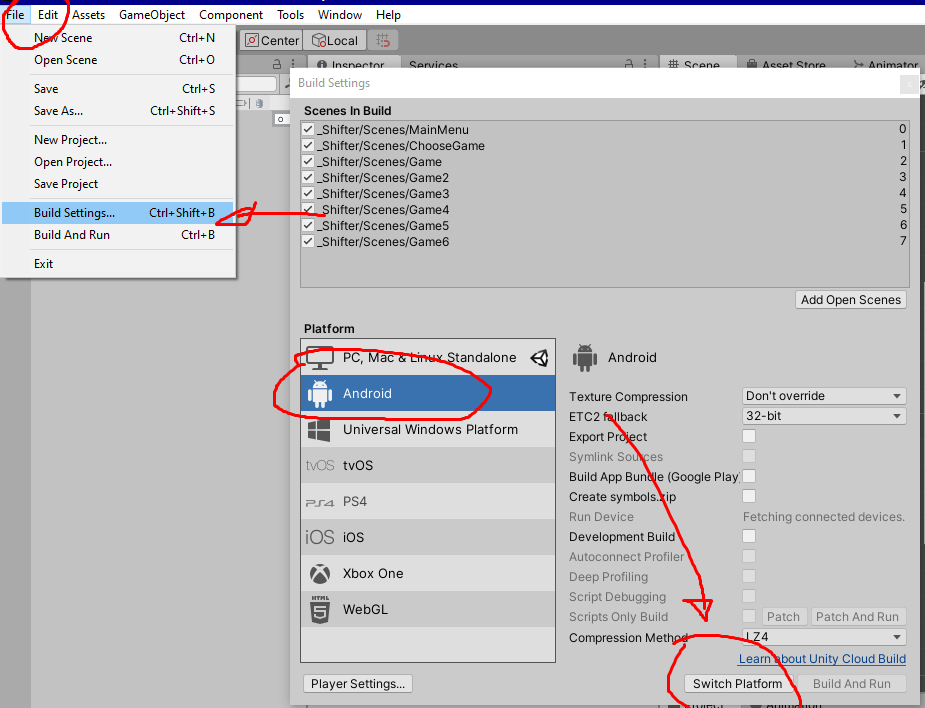 File Edit Assets GameObject Component Tools Window Help
New Scene Ctrl+N
Open Scene Ctrl+O
Save Ctrl+S
Save As... Ctrl+Shift+S
New Project...
Open Project...
Save Project
Build Settings... Ctrl+Shift+B
Build And Run Ctrl+B
Exit
Center Local
Inspector Services Scene Asset Store Animator
Build Settings
Scenes In Build
_Shifter/Scenes/MainMenu 0
_Shifter/Scenes/ChooseGame 1
_Shifter/Scenes/Game 2
_Shifter/Scenes/Game2 3
_Shifter/Scenes/Game3 4
_Shifter/Scenes/Game4 5
_Shifter/Scenes/Game5 6
_Shifter/Scenes/Game6 7
Add Open Scenes
Platform
PC, Mac & Linux Standalone
Android
Universal Windows Platform
tvOS tvOS
PS4 PS4
iOS iOS
Xbox One
HTML 5 WebGL
Android
Texture Compression Don't override
ETC2 fallback 32-bit
Export Project
Symlink Sources
Build App Bundle (Google Play)
Create symbols.zip
Run Device Fetching connected devices.
Development Build
Autoconnect Profiler
Deep Profiling
Script Debugging
Scripts Only Build Patch Patch And Run
Compression Method LZ4
Learn about Unity Cloud Build
Player Settings... Switch Platform Build And Run
Project Animation